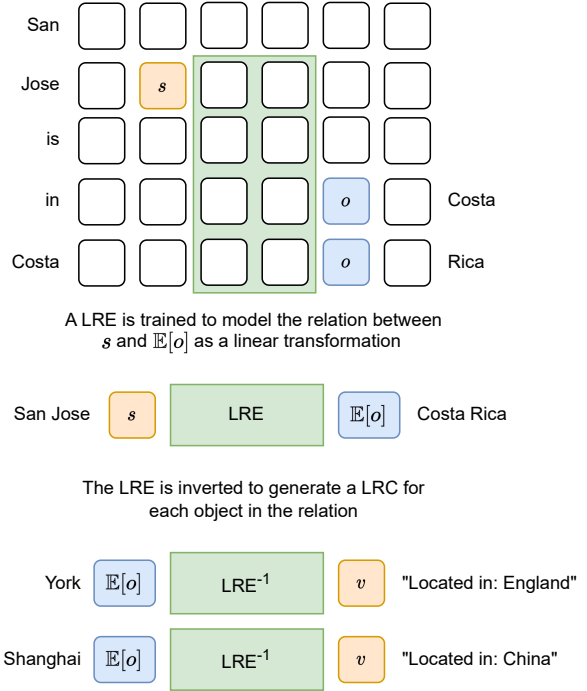 San
Jose s
is
in o Costa
Costa o Rica
A LRE is trained to model the relation between
s and 𝔼[o] as a linear transformation
San Jose s LRE 𝔼[o] Costa Rica
The LRE is inverted to generate a LRC for
each object in the relation
York 𝔼[o] LRE⁻¹ v "Located in: England"
Shanghai 𝔼[o] LRE⁻¹ v "Located in: China"